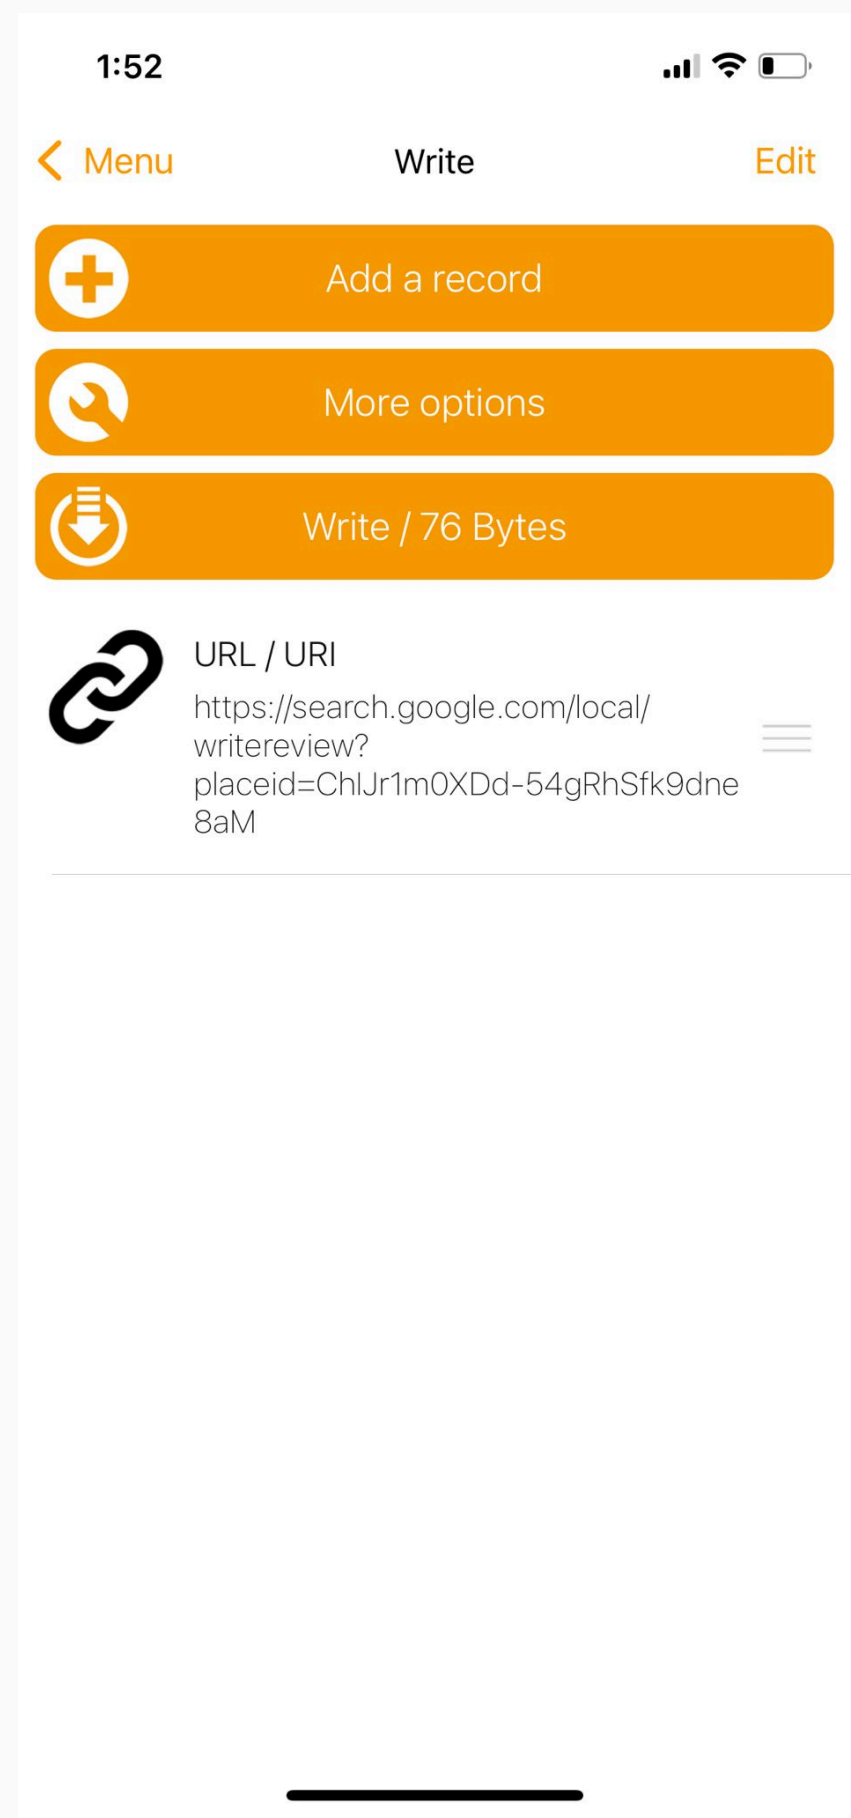 1:52
Menu
Write
Edit
Add a record
More options
Write / 76 Bytes
URL / URI
https://search.google.com/local/
writereview?
placeid=ChIJr1m0XDd-54gRhSfk9dne
8aM